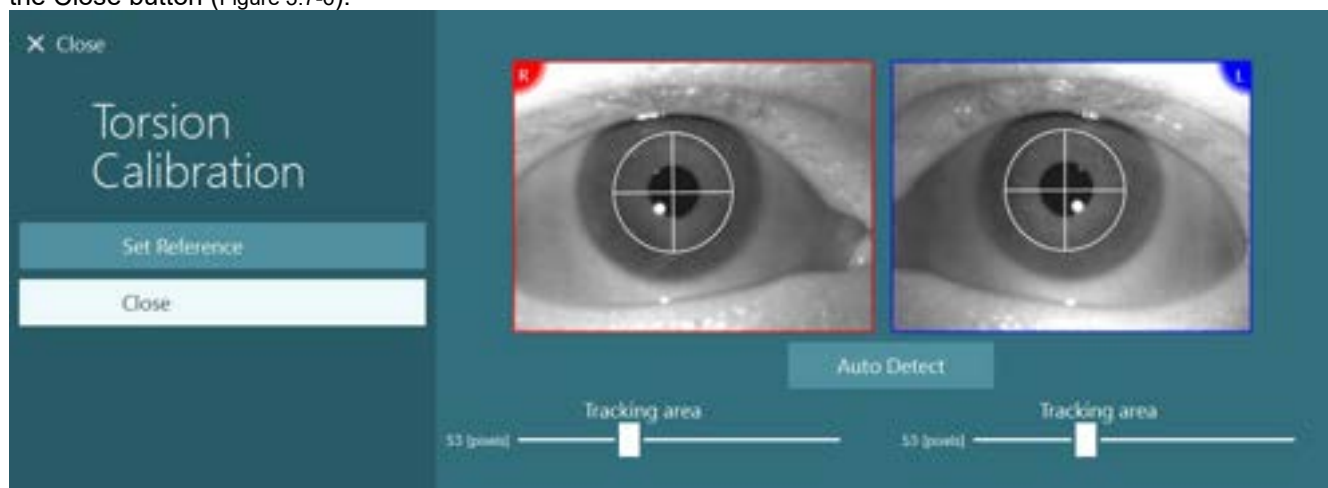 the Close button (Figure 5.7-6).
X Close
R
L
Torsion
Calibration
Set Reference
Close
Auto Detect
Tracking area
Tracking area
53 [pixels]
53 [pixels]